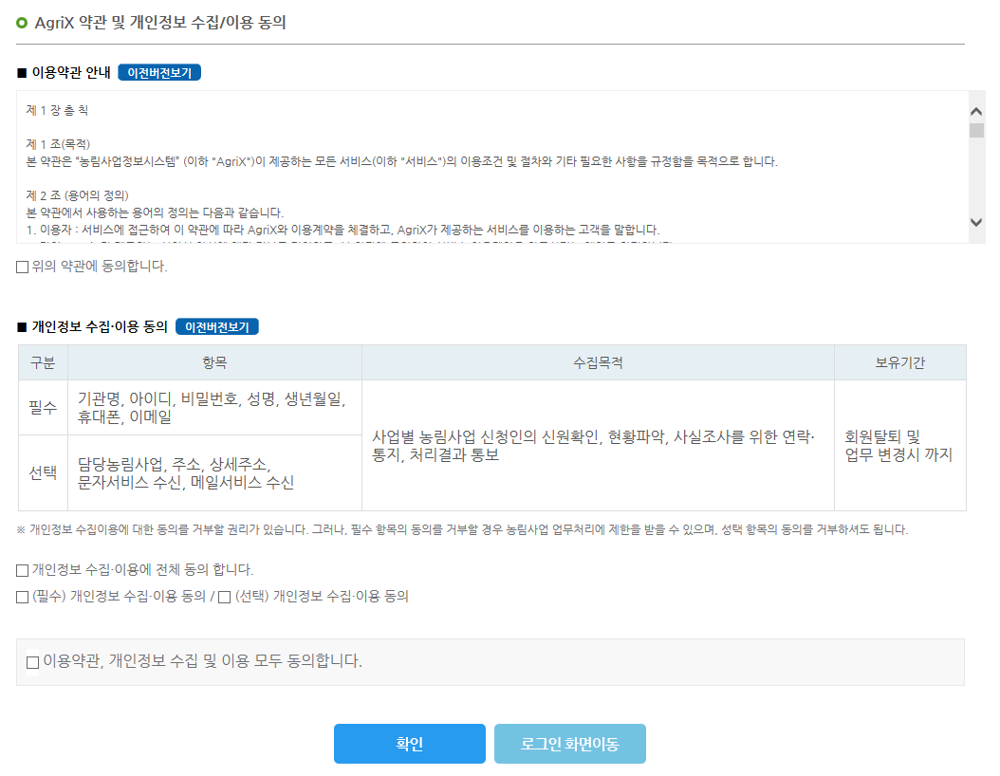 AgriX 약관 및 개인정보 수집/이용 동의
■ 이용약관 안내 이전버전보기
제 1 장 총 칙
제 1 조(목적)
본 약관은 “농림사업정보시스템” (이하 "AgriX")이 제공하는 모든 서비스(이하 "서비스")의 이용조건 및 절차와 기타 필요한 사항을 규정함을 목적으로 합니다.
제 2 조 (용어의 정의)
본 약관에서 사용하는 용어의 정의는 다음과 같습니다.
1. 이용자 : 서비스에 접근하여 이 약관에 따라 AgriX와 이용계약을 체결하고, AgriX가 제공하는 서비스를 이용하는 고객을 말합니다.
위의 약관에 동의합니다.
■ 개인정보 수집·이용 동의 이전버전보기
구분 항목 수집목적 보유기간
필수 기관명, 아이디, 비밀번호, 성명, 생년월일,
휴대폰, 이메일
사업별 농림사업 신청인의 신원확인, 현황파악, 사실조사를 위한 연락·
통지, 처리결과 통보
회원탈퇴 및
업무 변경시 까지
선택 담당농림사업, 주소, 상세주소,
문자서비스 수신, 메일서비스 수신
※ 개인정보 수집이용에 대한 동의를 거부할 권리가 있습니다. 그러나, 필수 항목의 동의를 거부할 경우 농림사업 업무처리에 제한을 받을 수 있으며, 성택 항목의 동의를 거부하셔도 됩니다.
개인정보 수집·이용에 전체 동의 합니다.
(필수) 개인정보 수집·이용 동의 / (선택) 개인정보 수집·이용 동의
이용약관, 개인정보 수집 및 이용 모두 동의합니다.
확인 로그인 화면이동